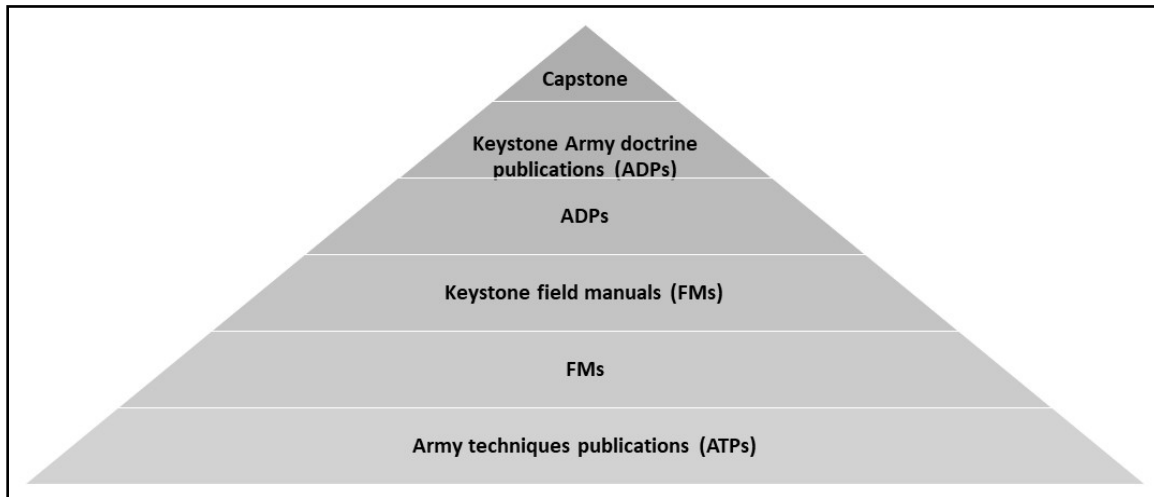 Capstone
Keystone Army doctrine
publications (ADPs)
ADPs
Keystone field manuals (FMs)
FMs
Army techniques publications (ATPs)